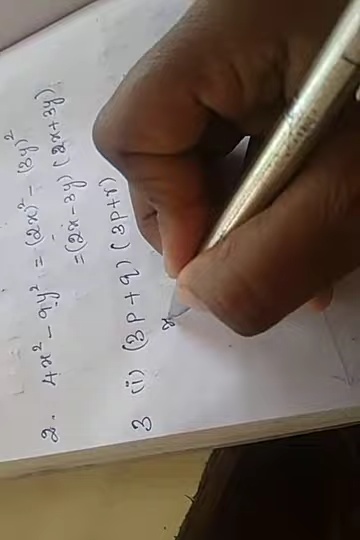 2. 4x² - 9y² = (2x)² - (3y)²
= (2x - 3y) (2x + 3y)
3 (i) (3p + q) (3p + r)
x